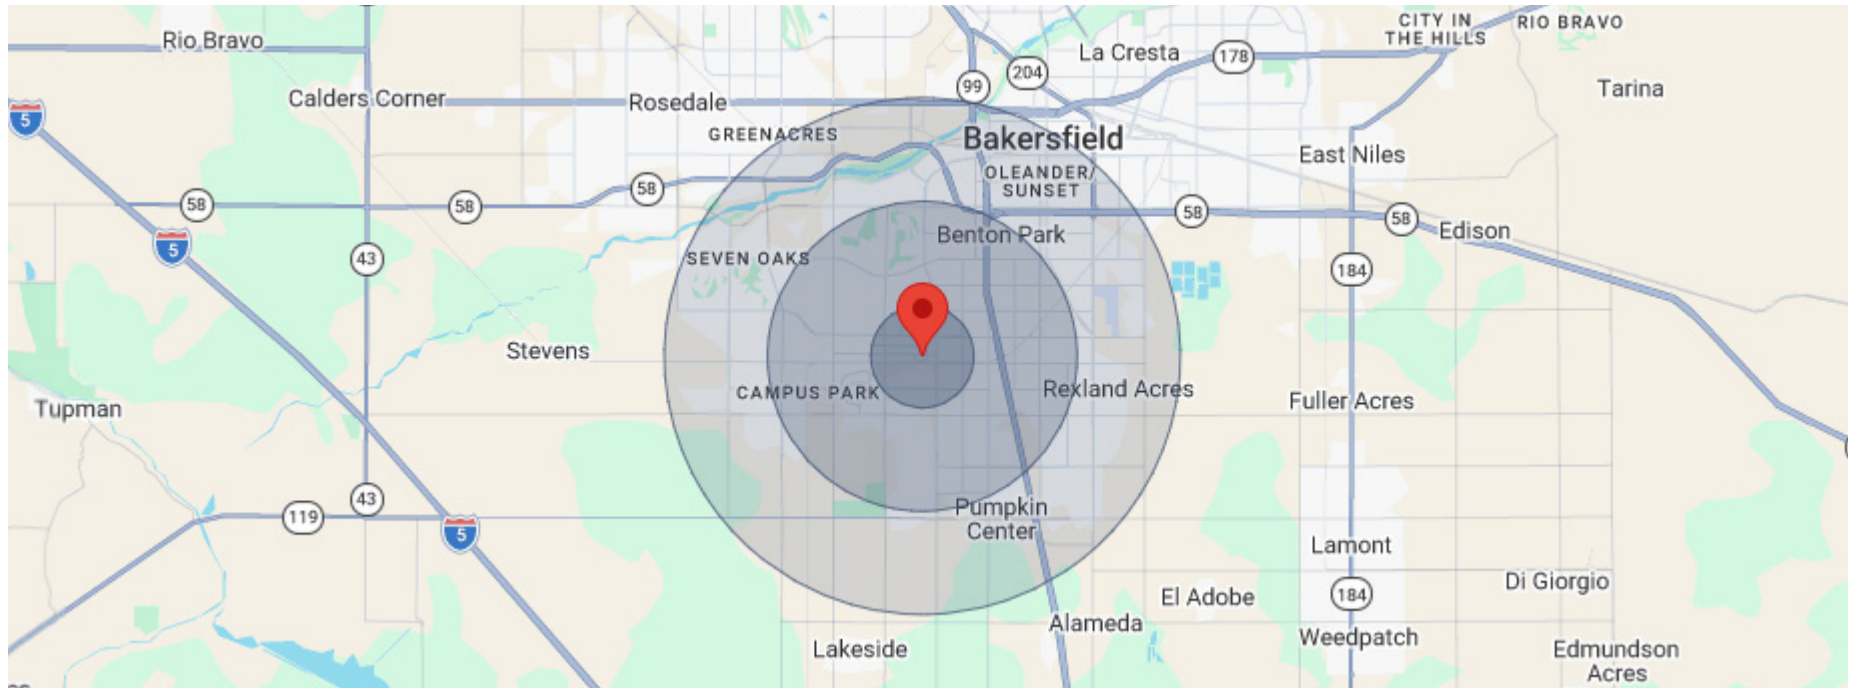 CITY IN
THE HILLS
RIO BRAVO
Rio Bravo
La Cresta
178
204
99
Tarina
Calders Corner
Rosedale
5
GREENACRES
Bakersfield
East Niles
OLEANDER/
SUNSET
58
58
58
58
58
Edison
5
43
Benton Park
SEVEN OAKS
184
Stevens
CAMPUS PARK
Rexland Acres
Fuller Acres
Tupman
43
119
5
Pumpkin
Center
Lamont
Di Giorgio
El Adobe
184
Alameda
Weedpatch
Lakeside
Edmundson
Acres